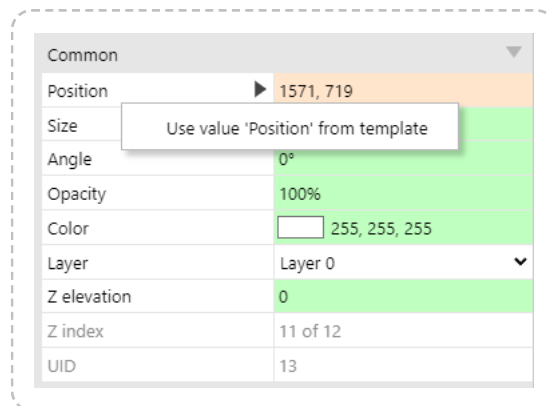 Common
Position 1571, 719
Size Use value 'Position' from template
Angle 0°
Opacity 100%
Color 255, 255, 255
Layer Layer 0
Z elevation 0
Z index 11 of 12
UID 13